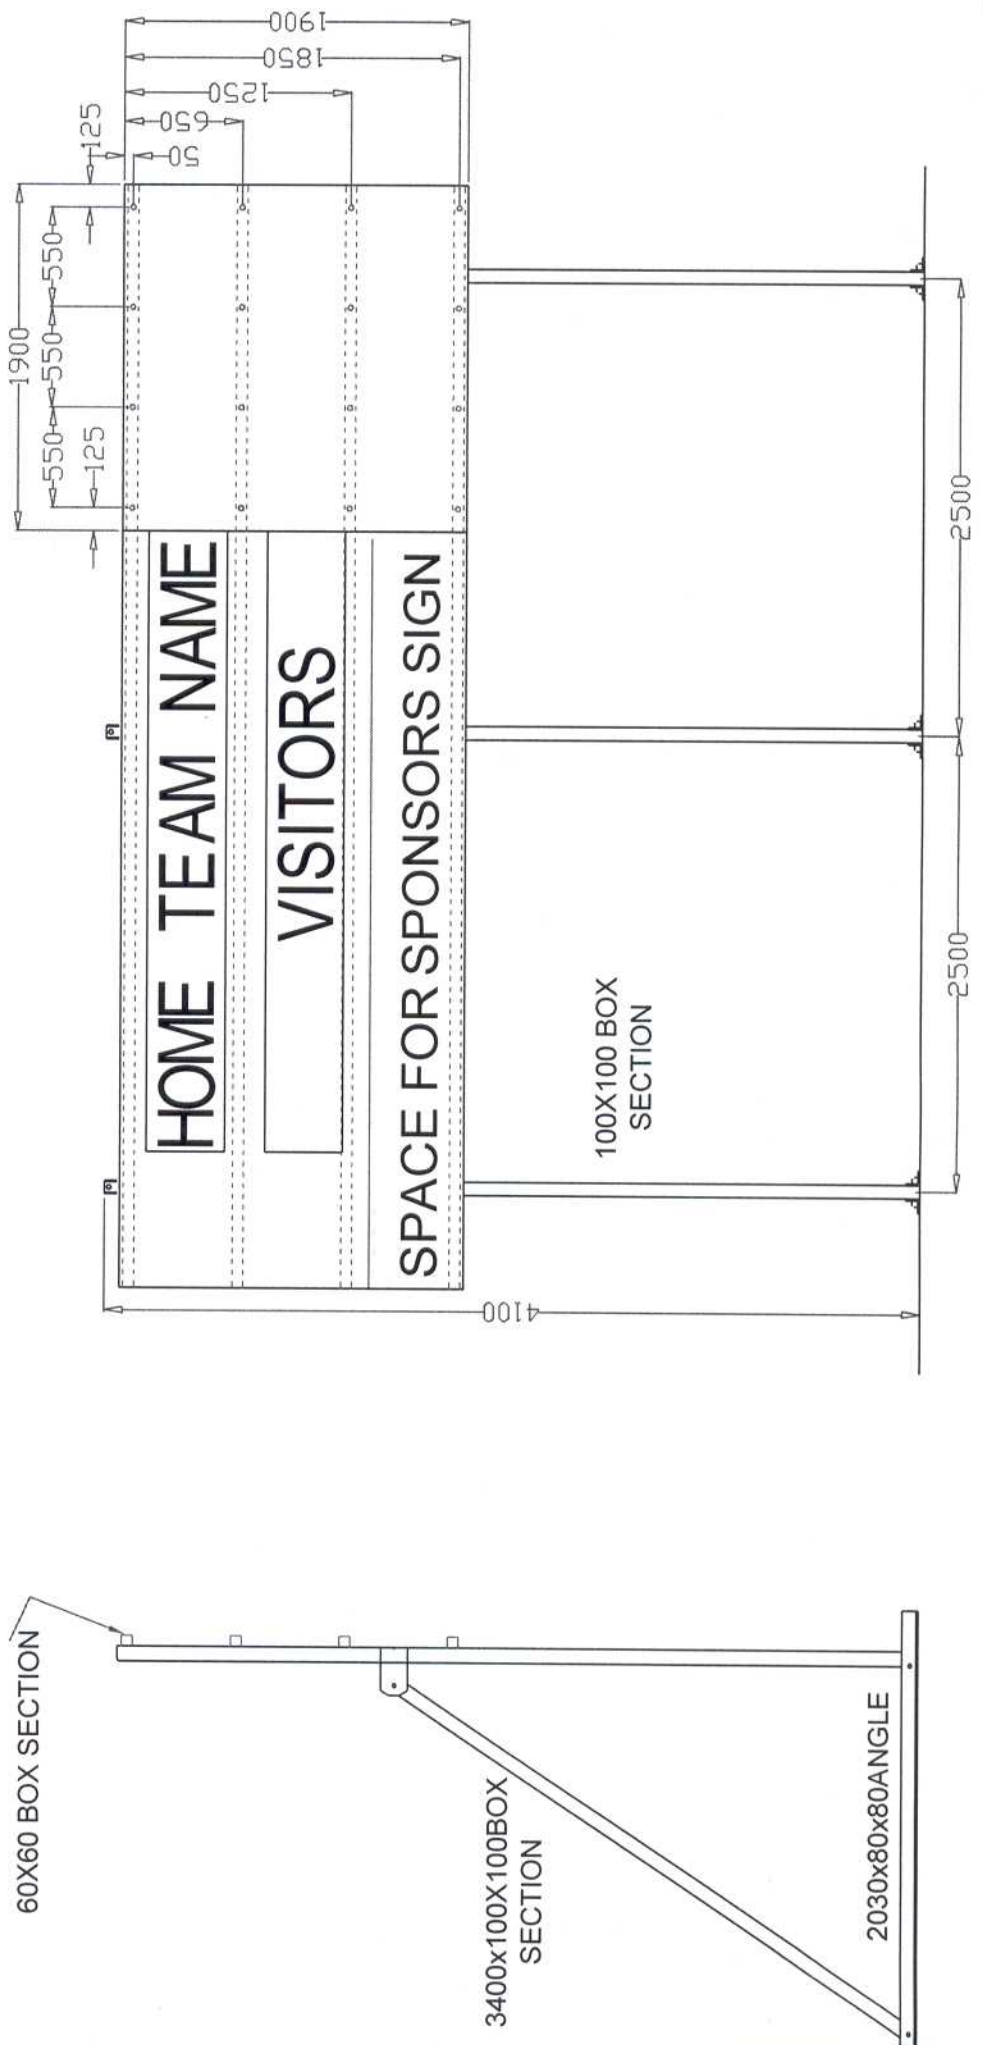 60X60 BOX SECTION
3400x100X100BOX
SECTION
2030x80x80ANGLE
4100
HOME TEAM NAME
VISITORS
SPACE FOR SPONSORS SIGN
100X100 BOX
SECTION
2500
2500
1900
550
550
550
125
125
50
650
1250
1850
1900